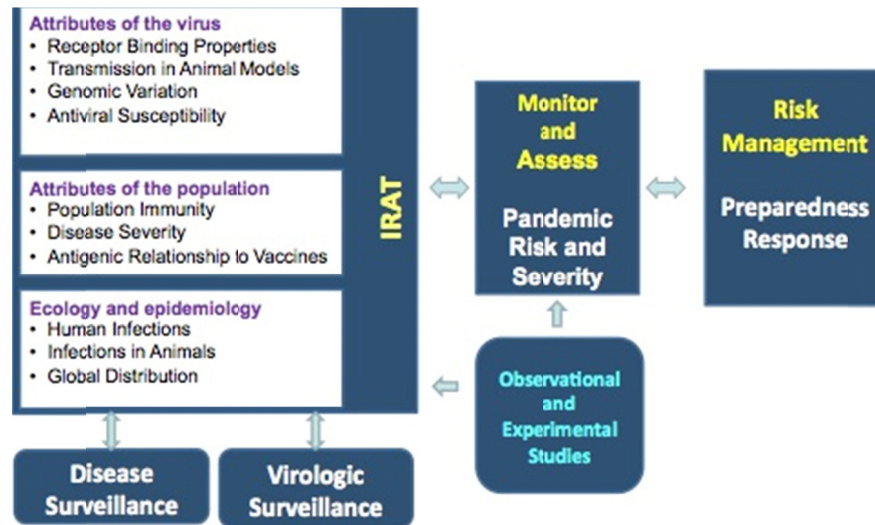 Attributes of the virus
• Receptor Binding Properties
• Transmission in Animal Models
• Genomic Variation
• Antiviral Susceptibility
Attributes of the population
• Population Immunity
• Disease Severity
• Antigenic Relationship to Vaccines
Ecology and epidemiology
• Human Infections
• Infections in Animals
• Global Distribution
IRAT
Disease
Surveillance
Virologic
Surveillance
Monitor
and
Assess
Pandemic
Risk and
Severity
Observational
and
Experimental
Studies
Risk
Management
Preparedness
Response